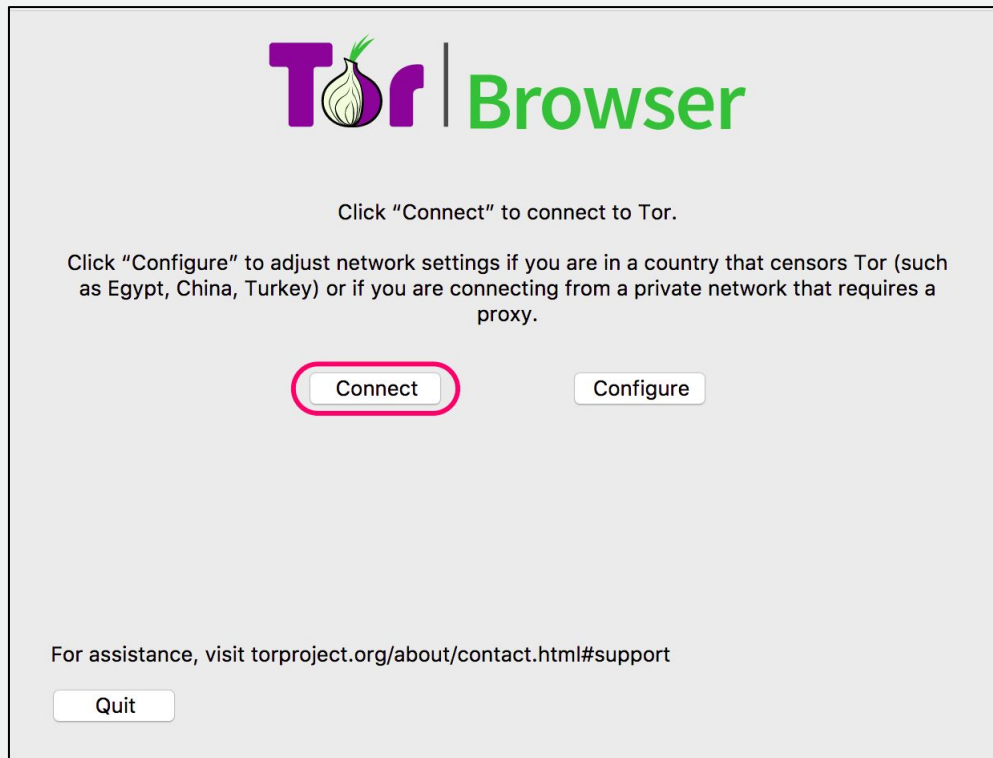 Tor Browser
Click “Connect” to connect to Tor.
Click “Configure” to adjust network settings if you are in a country that censors Tor (such
as Egypt, China, Turkey) or if you are connecting from a private network that requires a
proxy.
Connect Configure
For assistance, visit torproject.org/about/contact.html#support
Quit